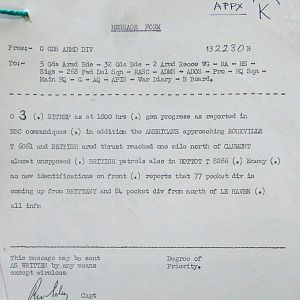 APPX 'K'
MESSAGE FORM
From:- G GDS ARMD DIV 132230B
To:- 5 Gds Armd Bde - 32 Gds Bde - 2 Armd Recce WG - RA - RE -
Sigs - 268 Fwd Del Sqn - RASC - ADMS - ADOS - Pro - HQ Sqn -
Main HQ - G - AQ - APIS - War Diary - B Board.
O 3 (.) SITREP as at 1800 hrs (.) gen progress as reported in
BBC communiques (.) in addition the AMERICANS approaching ROUXVILLE
T 6061 and BRITISH armd thrust reached one mile north of CAUMONT
almost unopposed (.) BRITISH patrols also in HOTTOT T 8266 (.) Enemy (.)
no new identifications on front (.) reports that 77 pocket div is
coming up from BRITTANY and 84 pocket div from north of LE HAVRE (.)
all infm
This message may be sent Degree of
AS WRITTEN by any means Priority.
except wireless
Capt